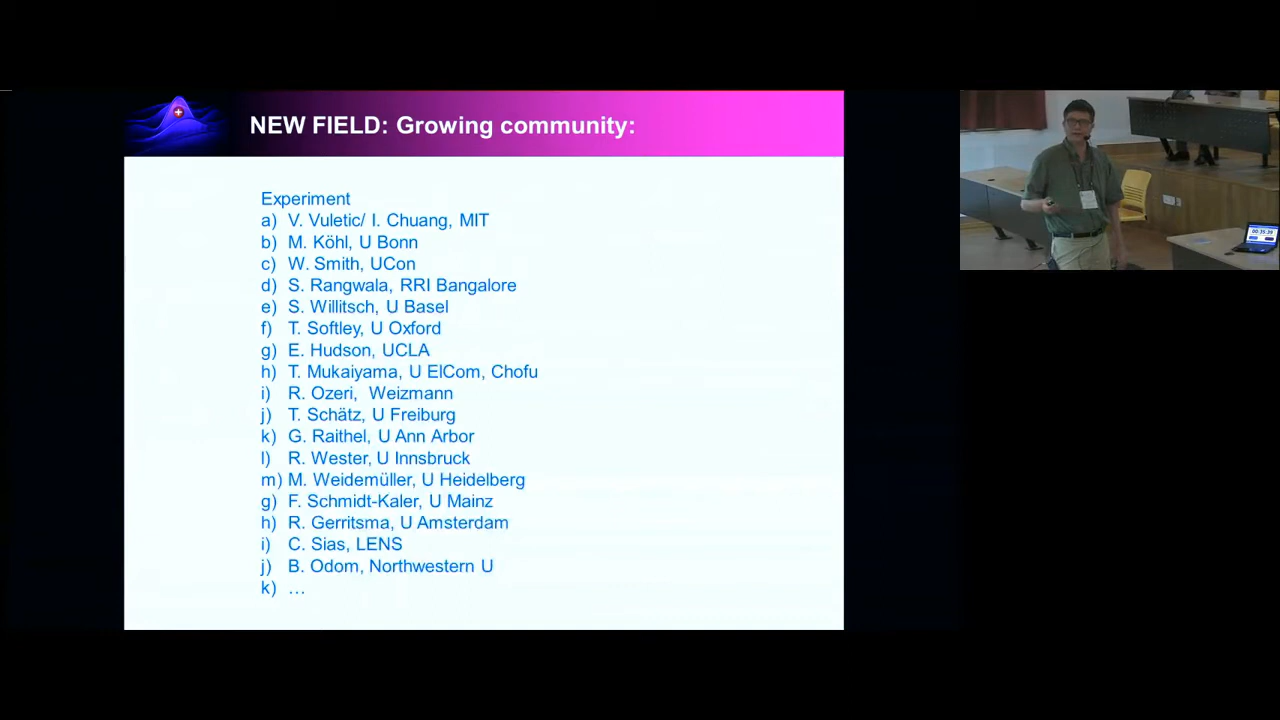 NEW FIELD: Growing community:
Experiment
a) V. Vuletic/ I. Chuang, MIT
b) M. Köhl, U Bonn
c) W. Smith, UCon
d) S. Rangwala, RRI Bangalore
e) S. Willitsch, U Basel
f) T. Softley, U Oxford
g) E. Hudson, UCLA
h) T. Mukaiyama, U ElCom, Chofu
i) R. Ozeri, Weizmann
j) T. Schätz, U Freiburg
k) G. Raithel, U Ann Arbor
l) R. Wester, U Innsbruck
m) M. Weidemüller, U Heidelberg
g) F. Schmidt-Kaler, U Mainz
h) R. Gerritsma, U Amsterdam
i) C. Sias, LENS
j) B. Odom, Northwestern U
k) …